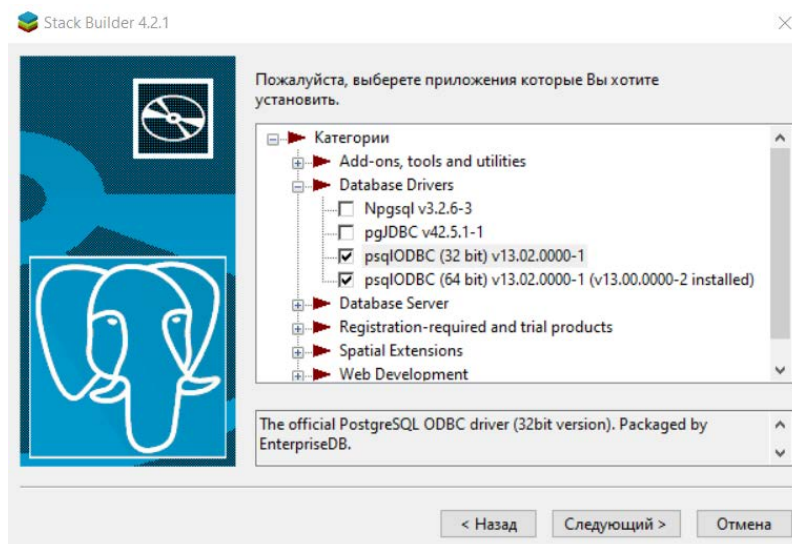 Stack Builder 4.2.1
Пожалуйста, выберете приложения которые Вы хотите
установить.
Категории
Add-ons, tools and utilities
Database Drivers
Npgsql v3.2.6-3
pgJDBC v42.5.1-1
psqlODBC (32 bit) v13.02.0000-1
psqlODBC (64 bit) v13.02.0000-1 (v13.00.0000-2 installed)
Database Server
Registration-required and trial products
Spatial Extensions
Web Development
The official PostgreSQL ODBC driver (32bit version). Packaged by
EnterpriseDB.
< Назад
Следующий >
Отмена